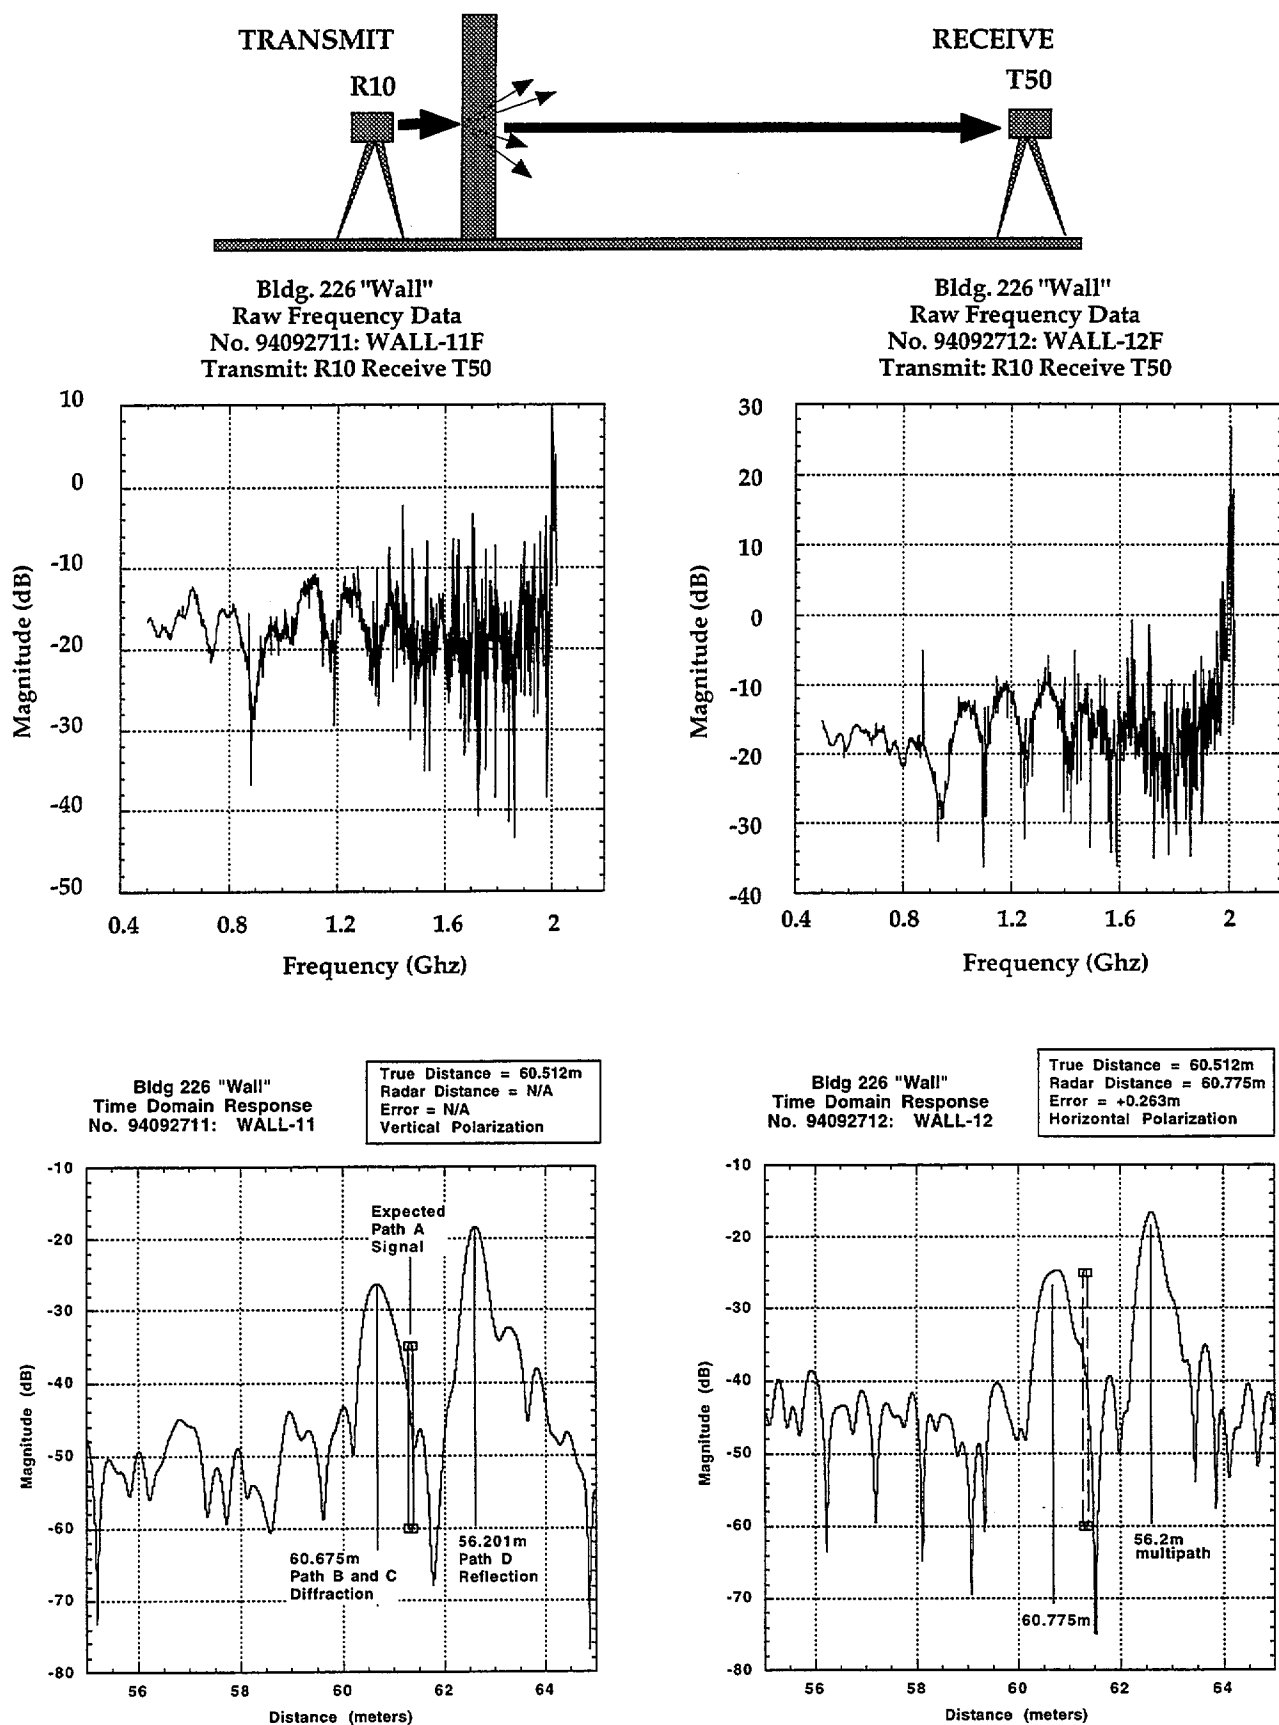 TRANSMIT
R10
RECEIVE
T50
Bldg. 226 "Wall"
Raw Frequency Data
No. 94092711: WALL-11F
Transmit: R10 Receive T50
Bldg. 226 "Wall"
Raw Frequency Data
No. 94092712: WALL-12F
Transmit: R10 Receive T50
10
0
-10
-20
-30
-40
-50
Magnitude (dB)
0.4
0.8
1.2
1.6
2
Frequency (Ghz)
30
20
10
0
-10
-20
-30
-40
Magnitude (dB)
0.4
0.8
1.2
1.6
2
Frequency (Ghz)
Bldg 226 "Wall"
Time Domain Response
No. 94092711: WALL-11
True Distance = 60.512m
Radar Distance = N/A
Error = N/A
Vertical Polarization
-10
-20
-30
-40
-50
-60
-70
-80
Magnitude (dB)
Expected
Path A
Signal
60.675m
Path B and C
Diffraction
56.201m
Path D
Reflection
56
58
60
62
64
Distance (meters)
Bldg 226 "Wall"
Time Domain Response
No. 94092712: WALL-12
True Distance = 60.512m
Radar Distance = 60.775m
Error = +0.263m
Horizontal Polarization
-10
-20
-30
-40
-50
-60
-70
-80
Magnitude (dB)
56.2m
multipath
60.775m
56
58
60
62
64
Distance (meters)